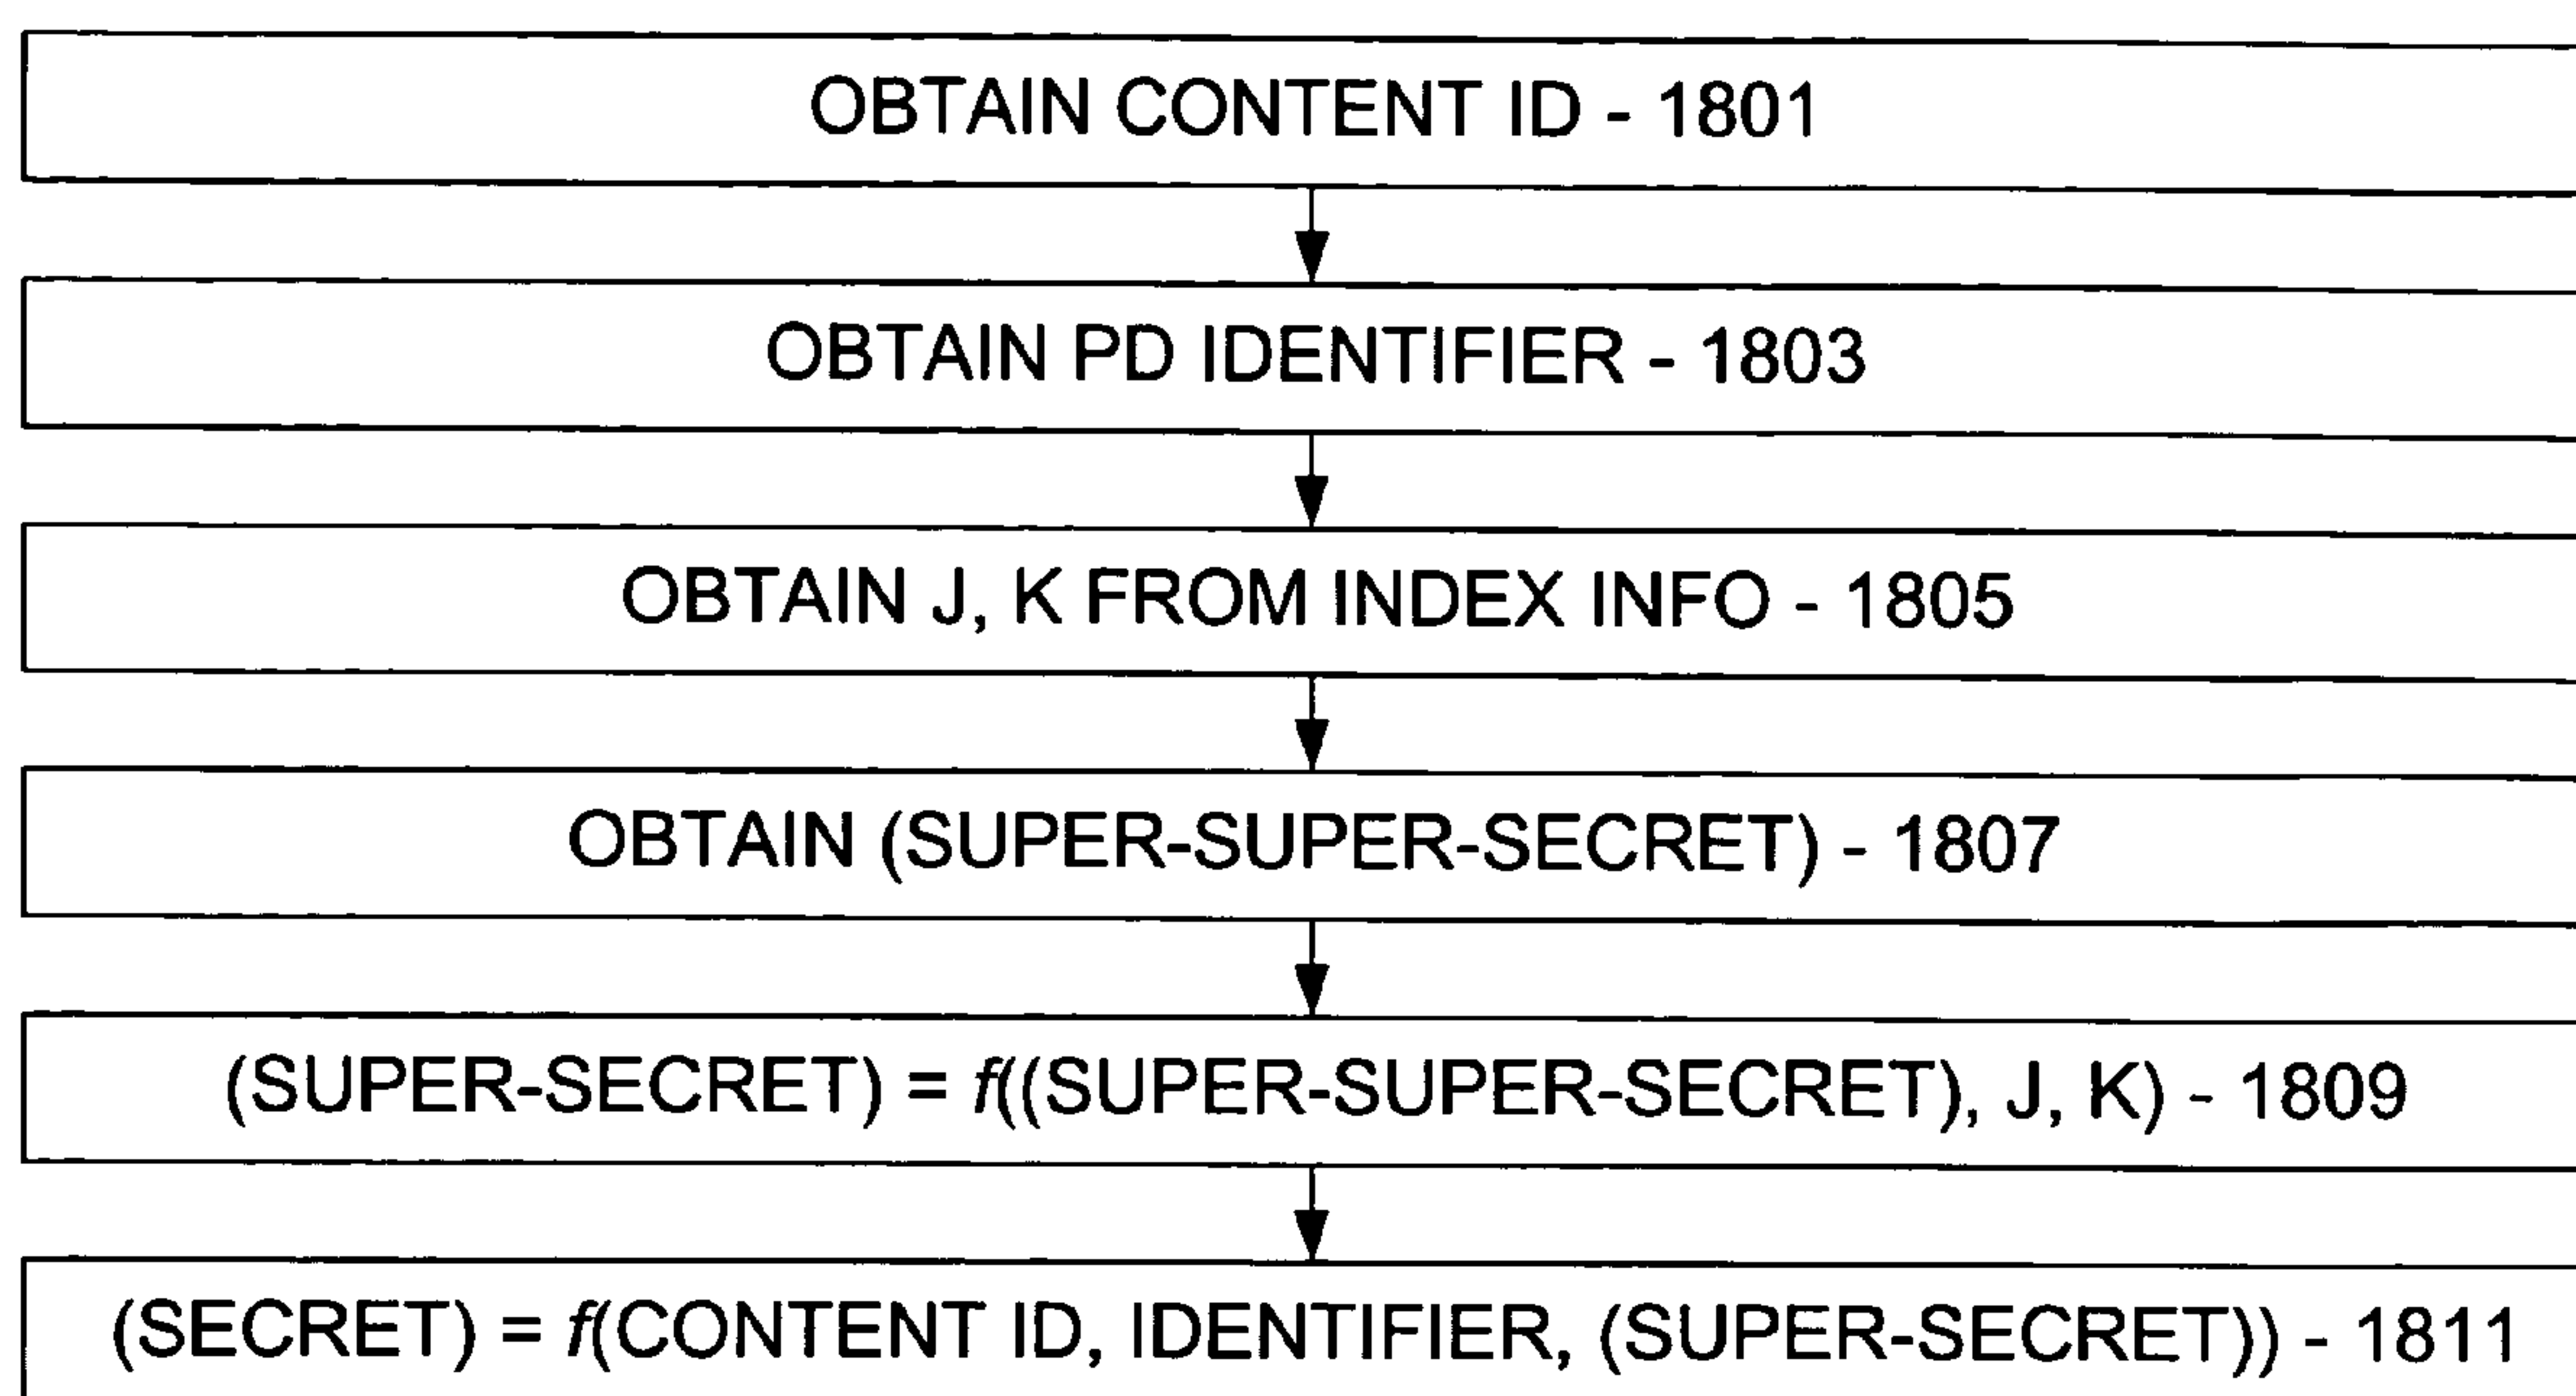 OBTAIN CONTENT ID - 1801
OBTAIN PD IDENTIFIER - 1803
OBTAIN J, K FROM INDEX INFO - 1805
OBTAIN (SUPER-SUPER-SECRET) - 1807
(SUPER-SECRET) = f((SUPER-SUPER-SECRET), J, K) - 1809
(SECRET) = f(CONTENT ID, IDENTIFIER, (SUPER-SECRET)) - 1811